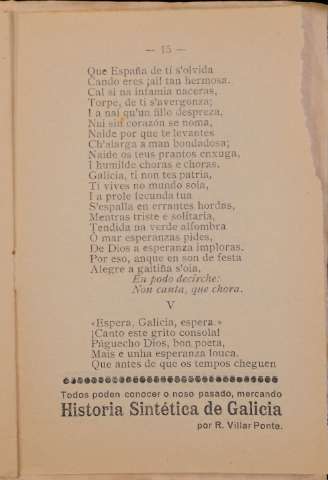 — 15 —
Que España de tí s'olvida
Cando eres ¡ai! tan hermosa.
Cal si na infamia naceras,
Torpe, de ti s'avergonza;
I a nai qu'un fillo despreza,
Nai sin corazón se noma,
Naide por que te levantes
Ch'alarga a man bondadosa;
Naide os teus prantos enxuga,
I humilde choras e choras.
Galicia, ti non tes patria,
Ti vives no mundo soia,
I a prole fecunda tua
S'espalla en errantes hordas,
Mentras triste e solitaria,
Tendida na verde alfombra
O mar esperanzas pides,
De Dios a esperanza imploras.
Por eso, anque en son de festa
Alegre a gaitiña s'oia,
Eu podo decirche:
Non canta, que chora.
V
«Espera, Galicia, espera.»
¡Canto este grito consola!
Páguecho Dios, bon poeta,
Mais e unha esperanza louca.
Que antes de que os tempos cheguen
Todos poden conocer o noso pasado, mercando
Historia Sintética de Galicia
por R. Villar Ponte.